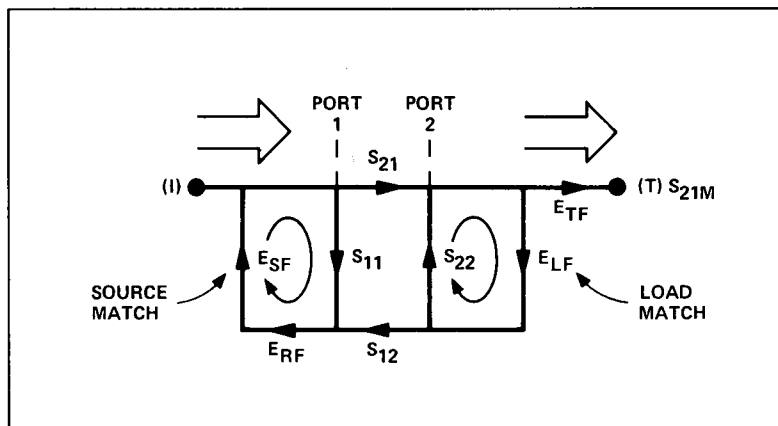 PORT
1
PORT
2
S21
(I)
(T) S21M
ETF
ESF
S11
S22
ELF
SOURCE
MATCH
LOAD
MATCH
ERF
S12